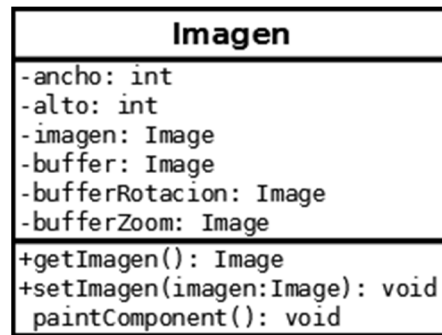 Imagen
-ancho: int
-alto: int
-imagen: Image
-buffer: Image
-bufferRotacion: Image
-bufferZoom: Image
+getImagen(): Image
+setImagen(imagen:Image): void
paintComponent(): void